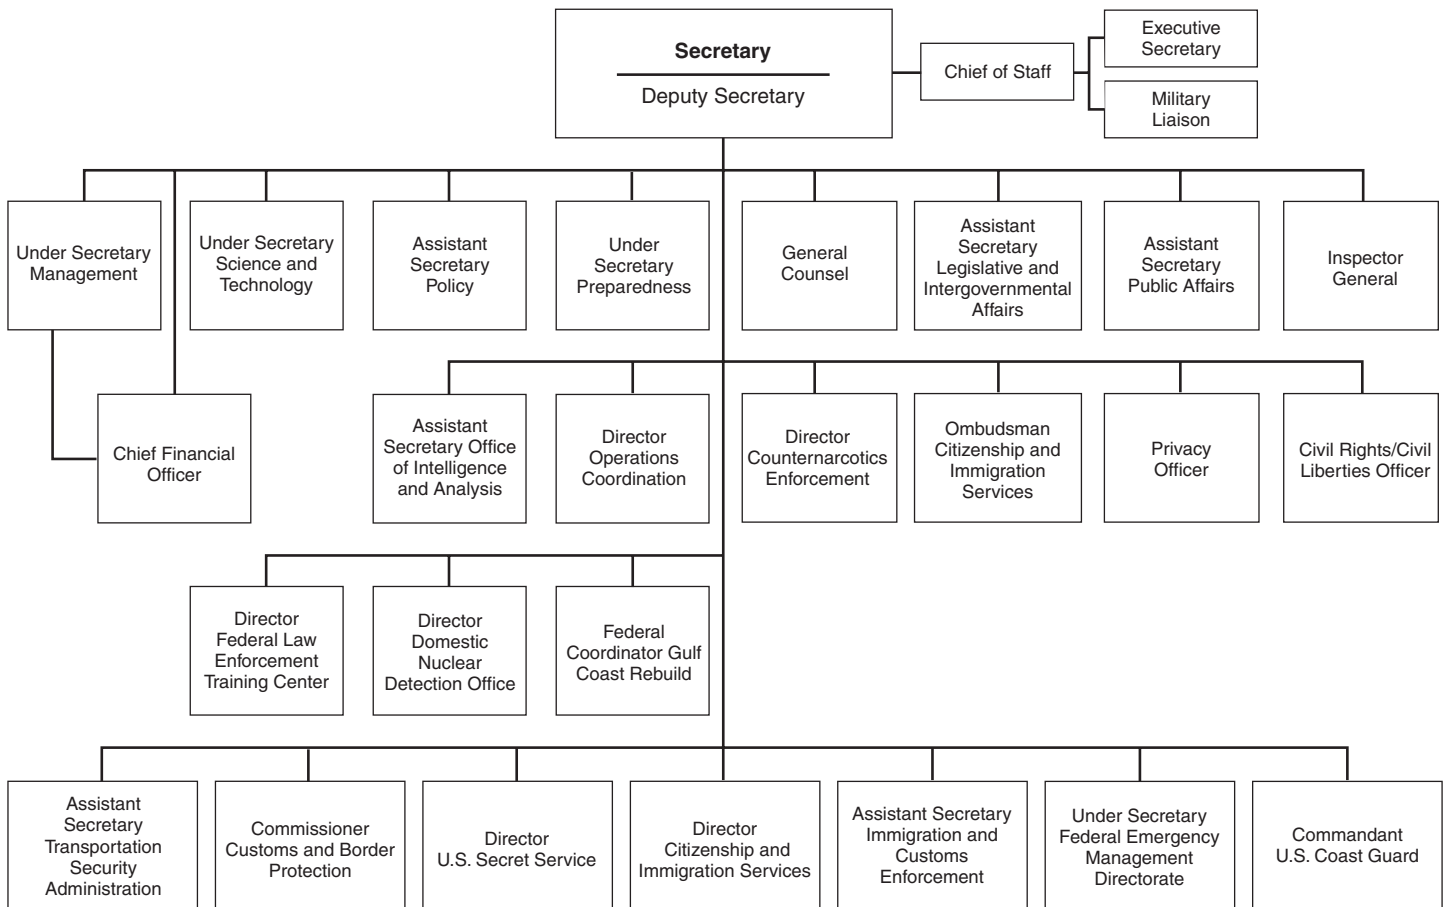 Secretary
Deputy Secretary
Chief of Staff
Executive
Secretary
Military
Liaison
Under Secretary
Management
Under Secretary
Science and
Technology
Assistant
Secretary
Policy
Under
Secretary
Preparedness
General
Counsel
Assistant
Secretary
Legislative and
Intergovernmental
Affairs
Assistant
Secretary
Public Affairs
Inspector
General
Chief Financial
Officer
Assistant
Secretary Office
of Intelligence
and Analysis
Director
Operations
Coordination
Director
Counternarcotics
Enforcement
Ombudsman
Citizenship and
Immigration
Services
Privacy
Officer
Civil Rights/Civil
Liberties Officer
Director
Federal Law
Enforcement
Training Center
Director
Domestic
Nuclear
Detection Office
Federal
Coordinator Gulf
Coast Rebuild
Assistant
Secretary
Transportation
Security
Administration
Commissioner
Customs and Border
Protection
Director
U.S. Secret Service
Director
Citizenship and
Immigration Services
Assistant Secretary
Immigration and
Customs
Enforcement
Under Secretary
Federal Emergency
Management
Directorate
Commandant
U.S. Coast Guard